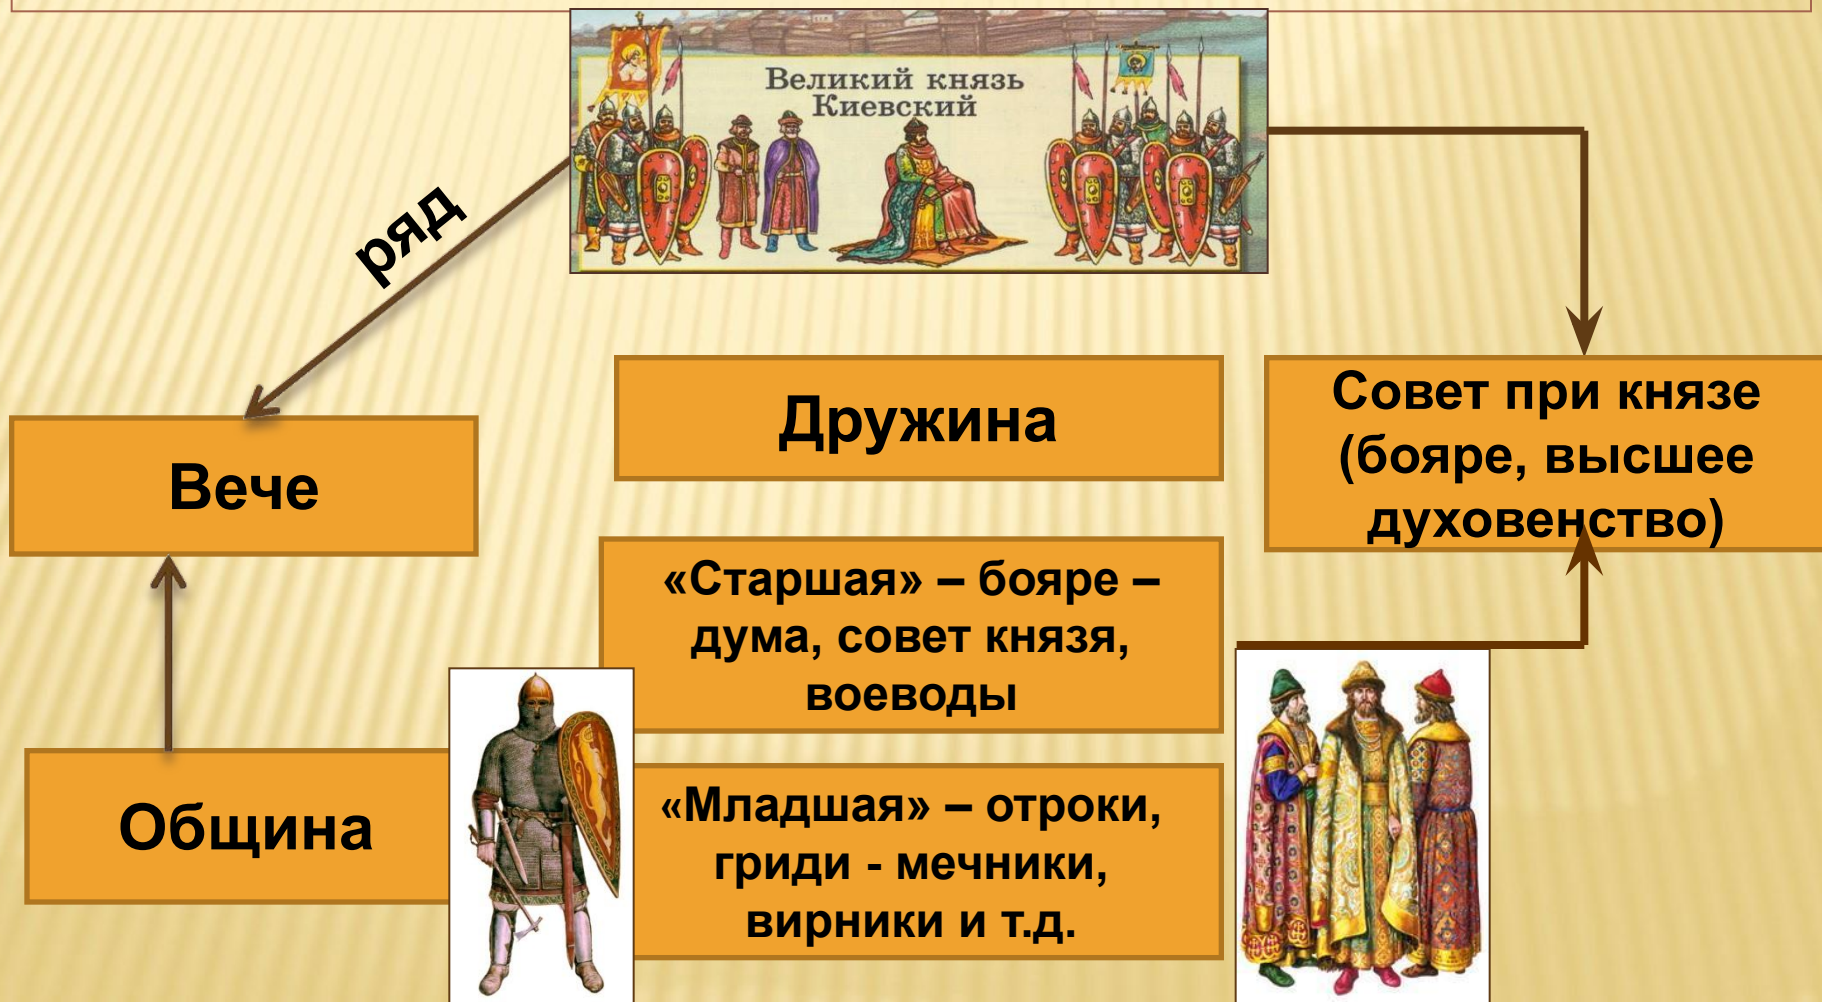 Великий князь
Киевский
ряд
Дружина
Совет при князе
(бояре, высшее
духовенство)
Вече
«Старшая» – бояре –
дума, совет князя,
воеводы
Община
«Младшая» – отроки,
гриди - мечники,
вирники и т.д.